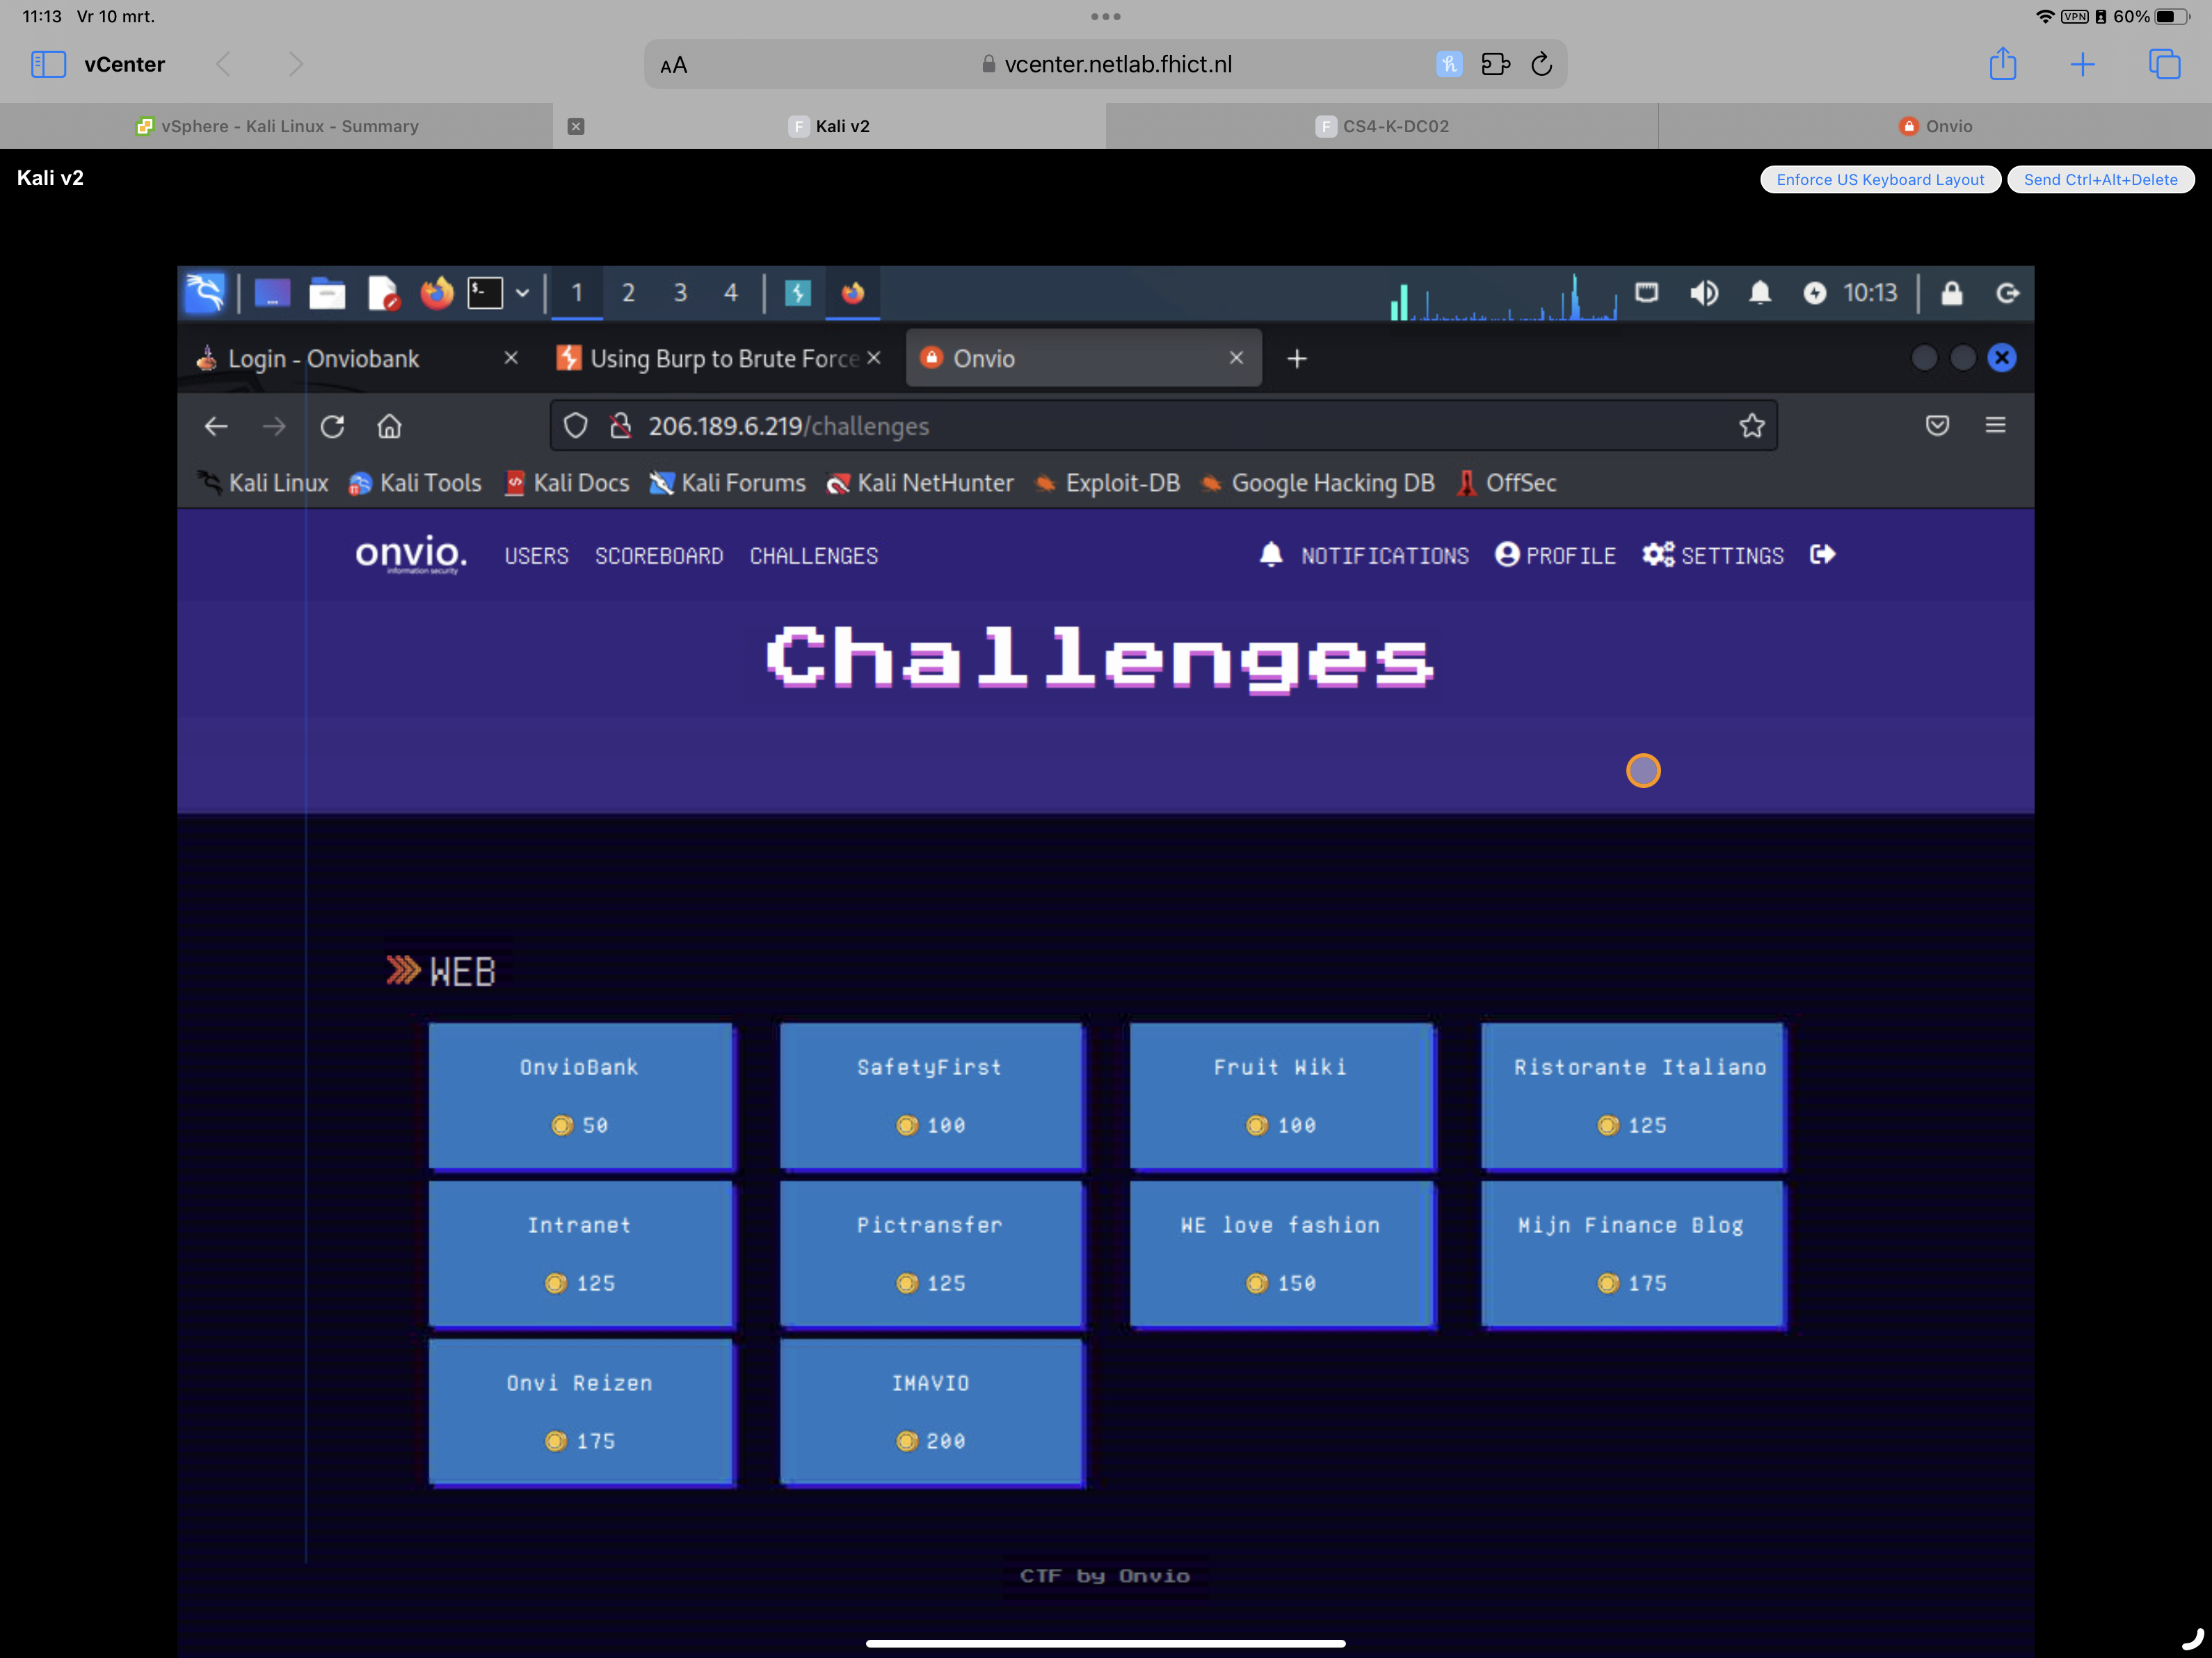 11:13 Vr 10 mrt.
VPN 60%
vCenter
AA
vcenter.netlab.fhict.nl
vSphere - Kali Linux - Summary
F Kali v2
F CS4-K-DC02
Onvio
Kali v2
Enforce US Keyboard Layout
Send Ctrl+Alt+Delete
$-
1 2 3 4
10:13
Login - Onviobank
Using Burp to Brute Force
Onvio
206.189.6.219/challenges
Kali Linux
Kali Tools
Kali Docs
Kali Forums
Kali NetHunter
Exploit-DB
Google Hacking DB
OffSec
onvio.
information security
USERS
SCOREBOARD
CHALLENGES
NOTIFICATIONS
PROFILE
SETTINGS
Challenges
WEB
OnvioBank
50
SafetyFirst
100
Fruit Wiki
100
Ristorante Italiano
125
Intranet
125
Pictransfer
125
WE love fashion
150
Mijn Finance Blog
175
Onvi Reizen
175
IMAVIO
200
CTF by Onvio